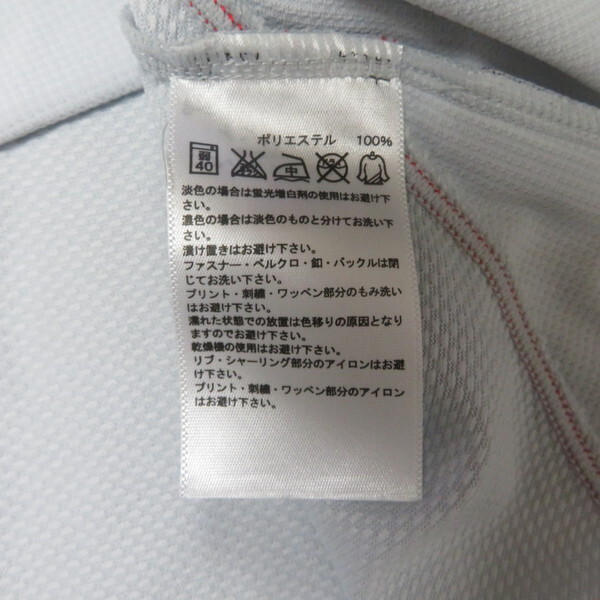 ポリエステル 100%
弱 40 エンソサラシ 中
淡色の場合は蛍光増白剤の使用はお避け下
さい。
濃色の場合は淡色のものと分けてお洗い下
さい。
漬け置きはお避け下さい。
ファスナー・ベルクロ・釦・バックルは閉
じてお洗い下さい。
プリント・刺繍・ワッペン部分のもみ洗い
はお避け下さい。
濡れた状態での放置は色移りの原因となり
ますのでお避け下さい。
乾燥機の使用はお避け下さい。
リブ・シャーリング部分のアイロンはお避
け下さい。
プリント・刺繍・ワッペン部分のアイロン
はお避け下さい。